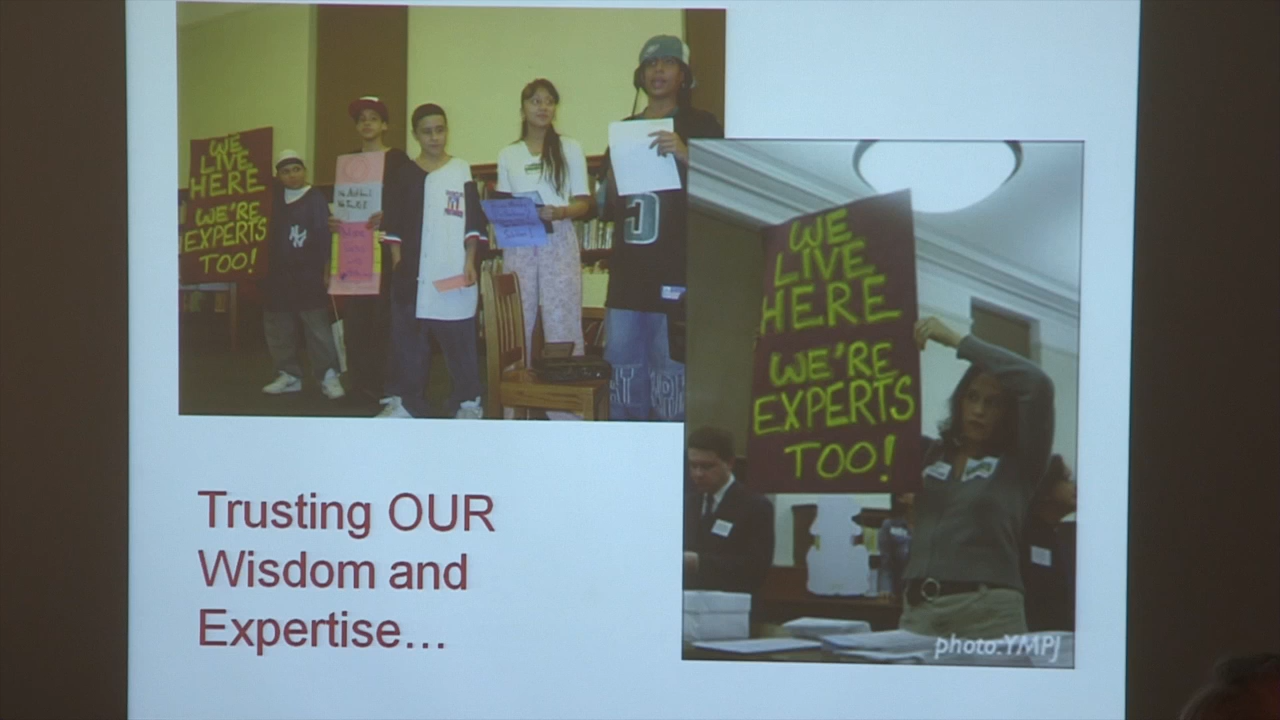 WE
LIVE
HERE
WE'RE
EXPERTS
TOO!
WE
LIVE
HERE
WE'RE
EXPERTS
TOO!
photo:YMPJ
Trusting OUR
Wisdom and
Expertise...